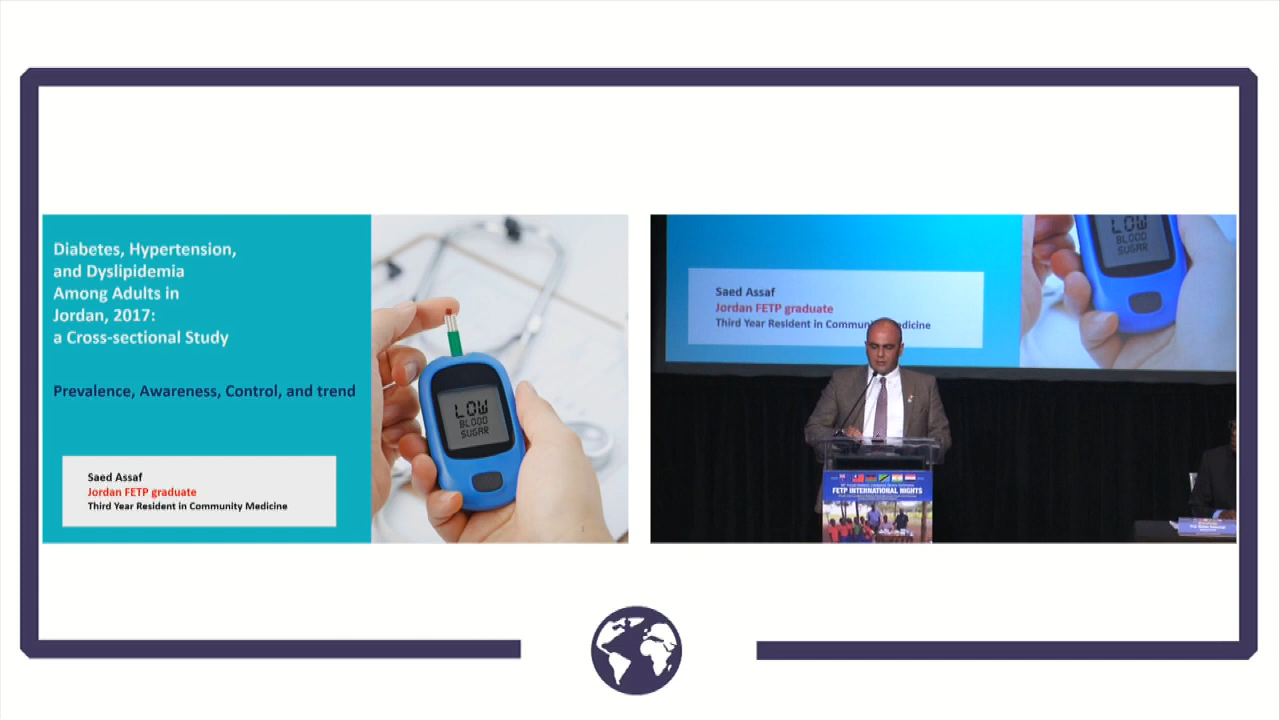 Diabetes, Hypertension,
and Dyslipidemia
Among Adults in
Jordan, 2017:
a Cross-sectional Study
Prevalence, Awareness, Control, and trend
Saed Assaf
Jordan FETP graduate
Third Year Resident in Community Medicine
LOW
BLOOD
SUGAR
Saed Assaf
Jordan FETP graduate
Third Year Resident in Commun edicine
LOW
BLOOD
SUGAR
FETP INTERNATIONAL NIGHTS